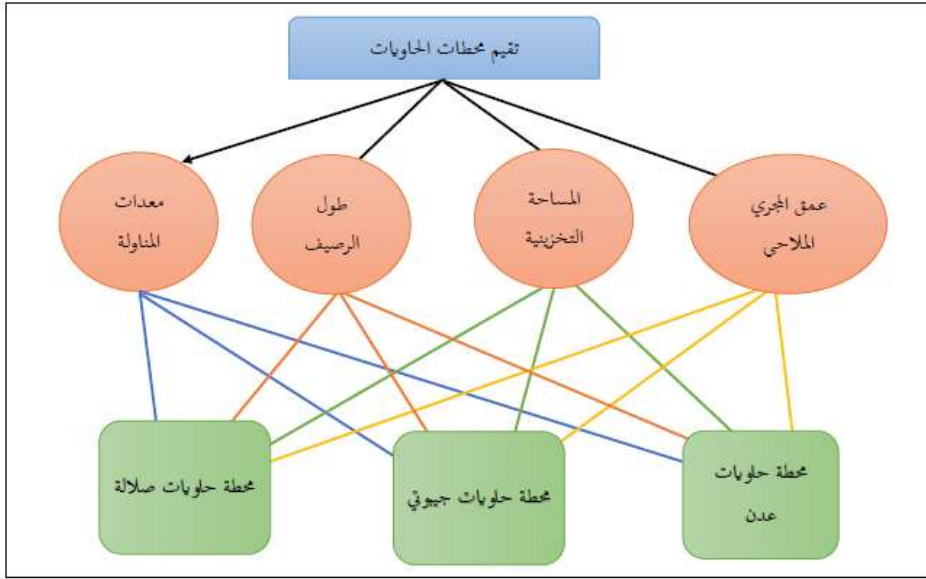 تقيم محطات الحاويات
عمق المجري
الملاحي
المساحة
التخزينية
طول
الرصيف
معدات
المناولة
محطة حاويات
عدن
محطة حاويات جيبوتي
محطة حاويات صلالة